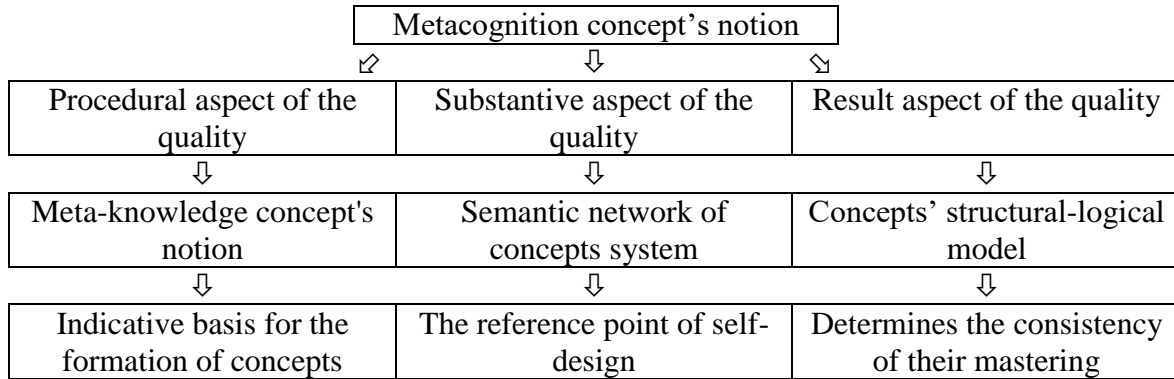 Metacognition concept’s notion
Procedural aspect of the
quality
Substantive aspect of the
quality
Result aspect of the quality
Meta-knowledge concept's
notion
Semantic network of
concepts system
Concepts’ structural-logical
model
Indicative basis for the
formation of concepts
The reference point of self-
design
Determines the consistency
of their mastering